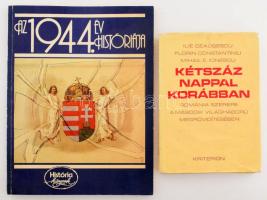 AZ 1944. ÉV
HISTÓRIÁJA
História
ILIE CEAUŞESCU
FLORIN CONSTANTINIU
MIHAIL E. IONESCU
KÉTSZÁZ
NAPPAL
KORÁBBAN
ROMÁNIA SZEREPE
A MÁSODIK VILÁGHÁBORÚ
MEGRÖVIDÍTÉSÉBEN
KRITERION